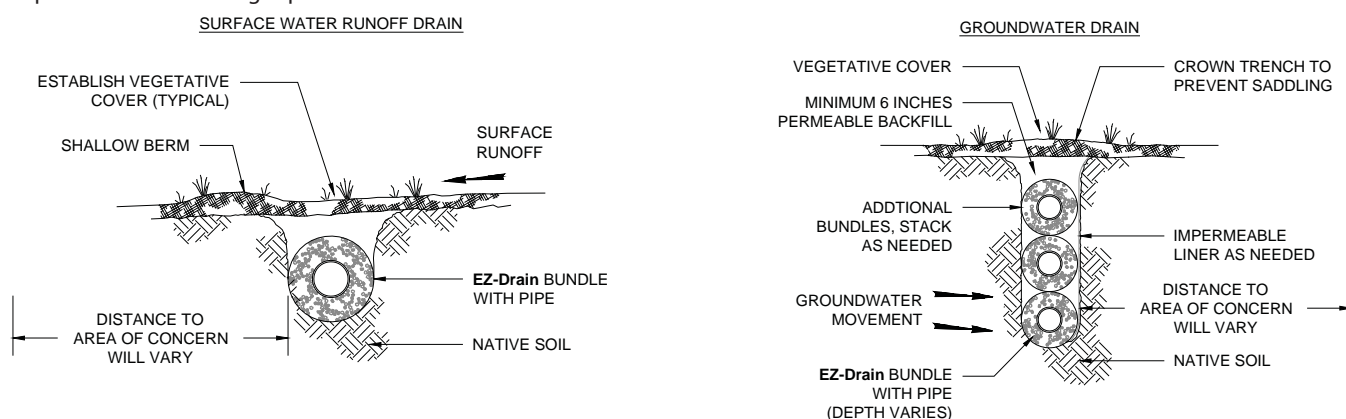 SURFACE WATER RUNOFF DRAIN
ESTABLISH VEGETATIVE
COVER (TYPICAL)
SHALLOW BERM
SURFACE
RUNOFF
EZ-Drain BUNDLE
WITH PIPE
DISTANCE TO
AREA OF CONCERN
WILL VARY
NATIVE SOIL
GROUNDWATER DRAIN
VEGETATIVE COVER
CROWN TRENCH TO
PREVENT SADDLING
MINIMUM 6 INCHES
PERMEABLE BACKFILL
ADDTIONAL
BUNDLES, STACK
AS NEEDED
IMPERMEABLE
LINER AS NEEDED
GROUNDWATER
MOVEMENT
DISTANCE TO
AREA OF CONCERN
WILL VARY
NATIVE SOIL
EZ-Drain BUNDLE
WITH PIPE
(DEPTH VARIES)